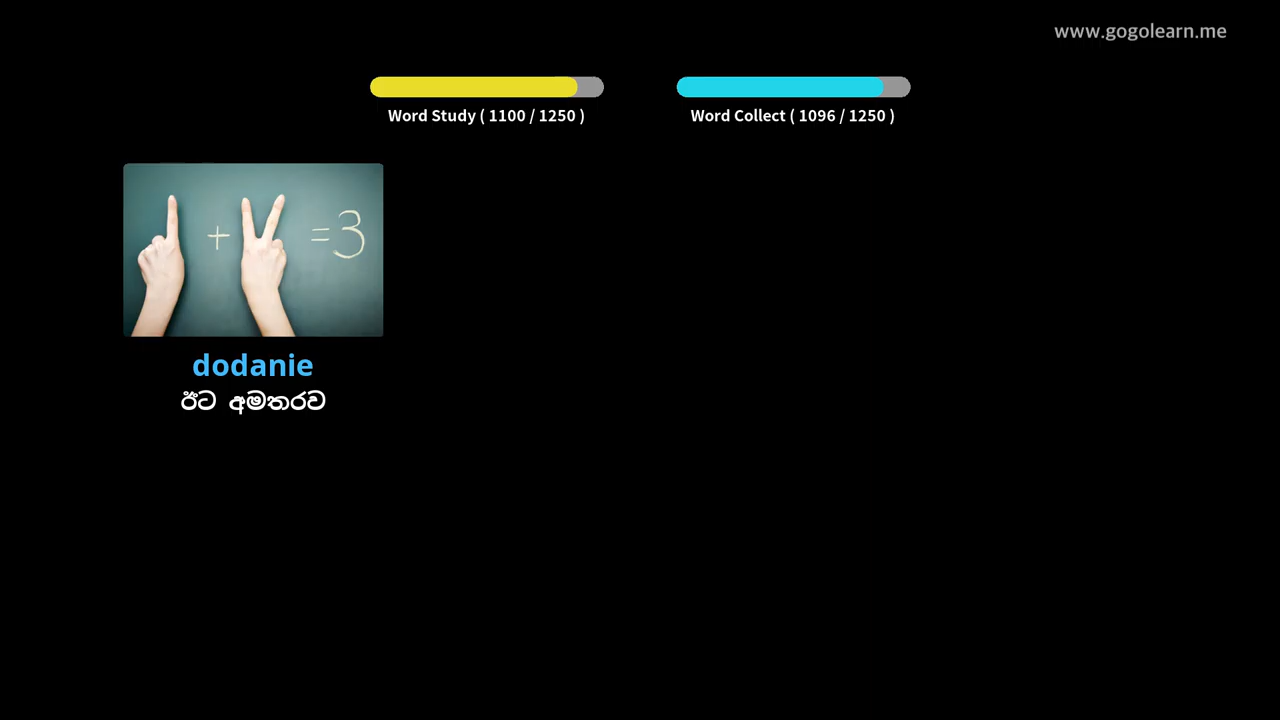 www.gogolearn.me
Word Study ( 1100 / 1250 )
Word Collect ( 1096 / 1250 )
+ =3
dodanie
ඊට අමතරව